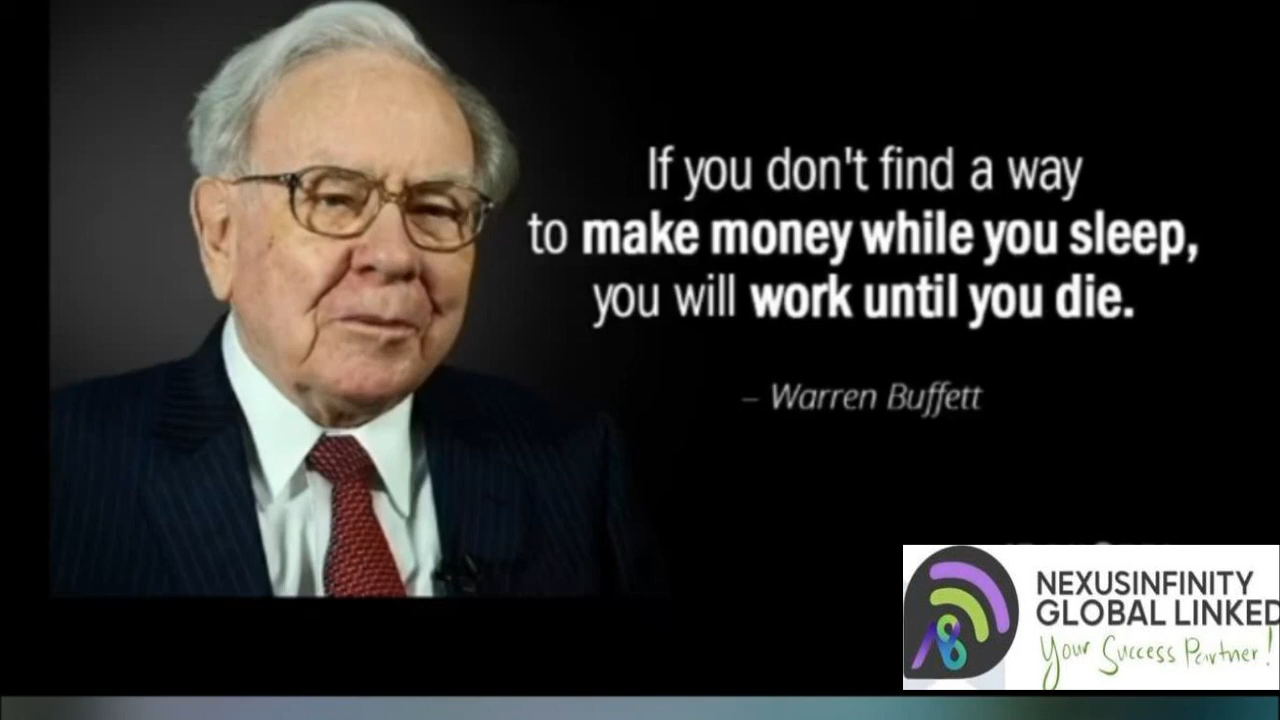 If you don't find a way
to make money while you sleep,
you will work until you die.
– Warren Buffett
NEXUSINFINITY
GLOBAL LINKED
Your Success Partner!